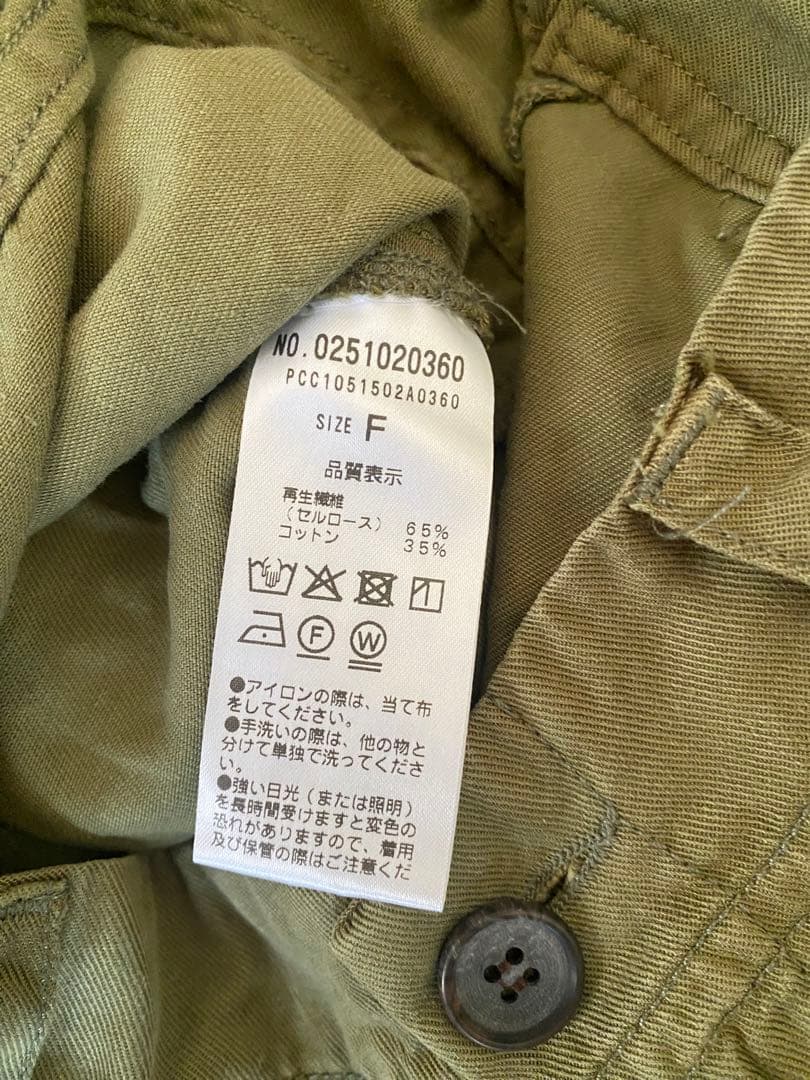 NO.0251020360
PCC1051502A0360
SIZE F
品質表示
再生繊維
(セルロース) 65%
コットン 35%
F W
●アイロンの際は、当て布
をしてください。
●手洗いの際は、他の物と
分けて単独で洗ってくださ
い。
●強い日光(または照明)
を長時間受けますと変色の
恐れがありますので、着用
及び保管の際はご注意くだ